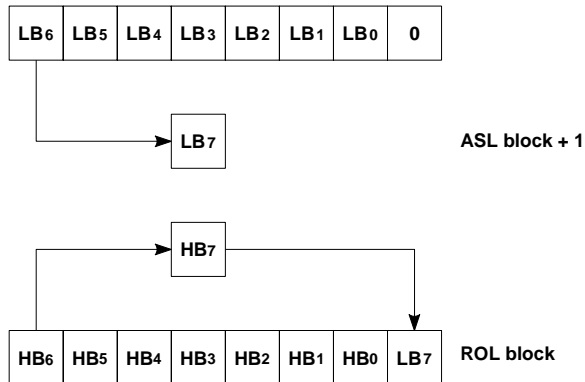 LB6 LB5 LB4 LB3 LB2 LB1 LB0 0
LB7 ASL block + 1
HB7
HB6 HB5 HB4 HB3 HB2 HB1 HB0 LB7 ROL block